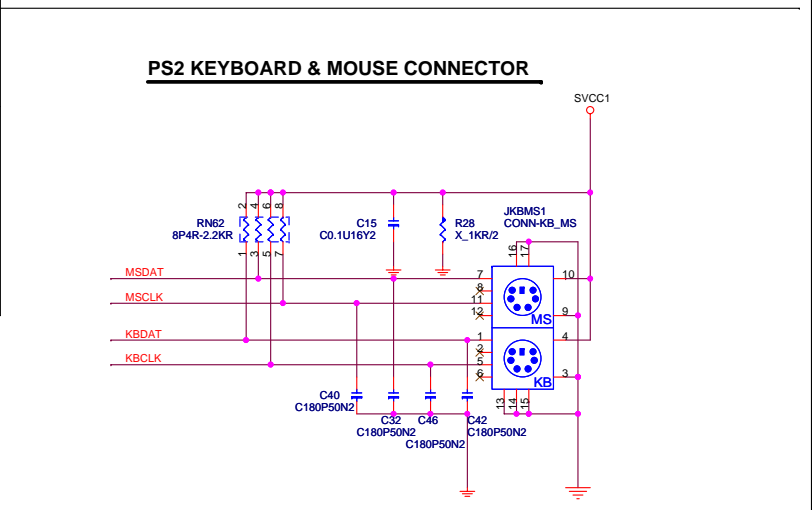 PS2 KEYBOARD & MOUSE CONNECTOR
SVCC1
2
4
6
8
RN62
8P4R-2.2KR
1
3
5
7
C15
C0.1U16Y2
R28
X_1KR/2
JKBMS1
CONN-KB_MS
16
17
MSDAT
7
10
8
MSCLK
11
12
9
MS
KBDAT
1
4
2
KBCLK
5
6
3
KB
13
14
15
C40
C180P50N2
C32
C180P50N2
C46
C180P50N2
C42
C180P50N2